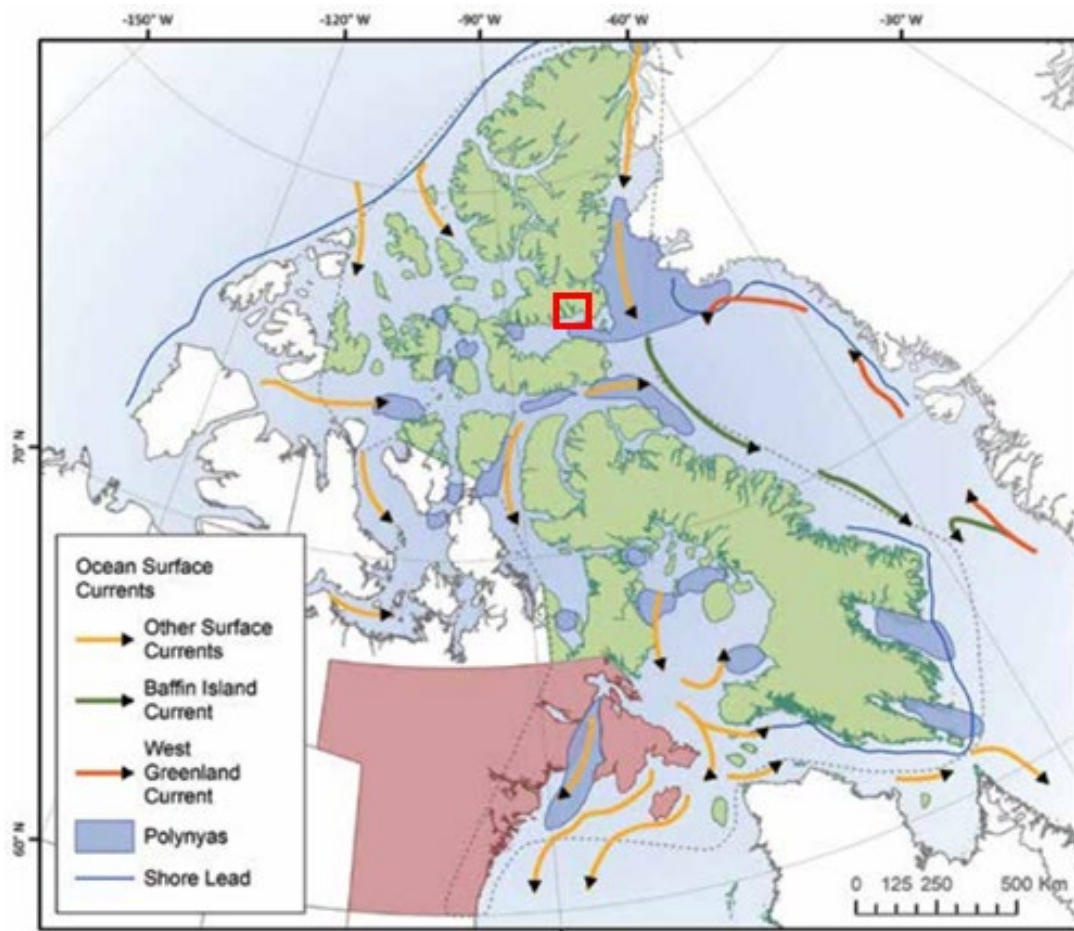 -150° W
-120° W
-90° W
-60° W
-30° W
70° N
60° N
Ocean Surface
Currents
Other Surface
Currents
Baffin Island
Current
West
Greenland
Current
Polynyas
Shore Lead
0 125 250 500 Km